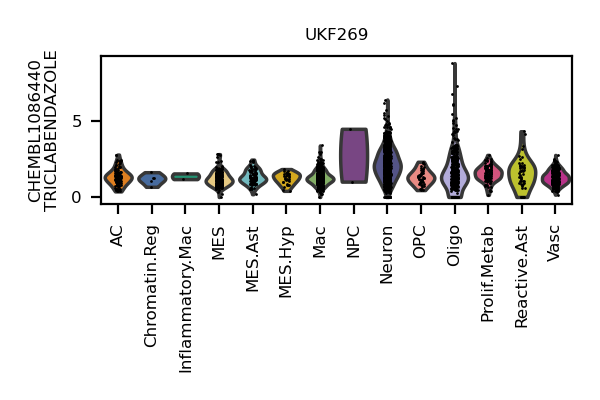 UKF269
CHEMBL1086440
TRICLABENDAZOLE
5
0
AC
Chromatin.Reg
Inflammatory.Mac
MES
MES.Ast
MES.Hyp
Mac
NPC
Neuron
OPC
Oligo
Prolif.Metab
Reactive.Ast
Vasc